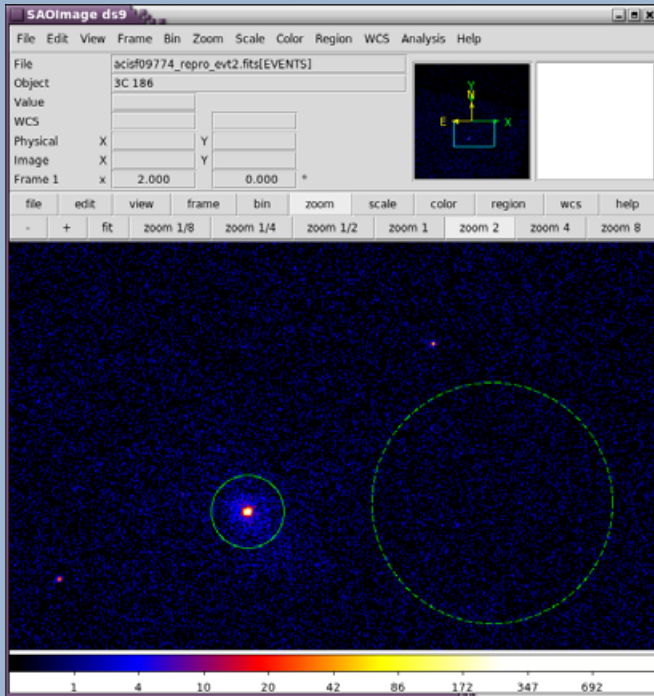 SAOImage ds9
File Edit View Frame Bin Zoom Scale Color Region WCS Analysis Help
File acisf09774_repro_evt2.fits[EVENTS]
Object 3C 186
Value
WCS
Physical X Y
Image X Y
Frame 1 x 2.000 0.000 °
Y
N
E X
file edit view frame bin zoom scale color region wcs help
- + fit zoom 1/8 zoom 1/4 zoom 1/2 zoom 1 zoom 2 zoom 4 zoom 8
1 4 10 20 42 86 172 347 692